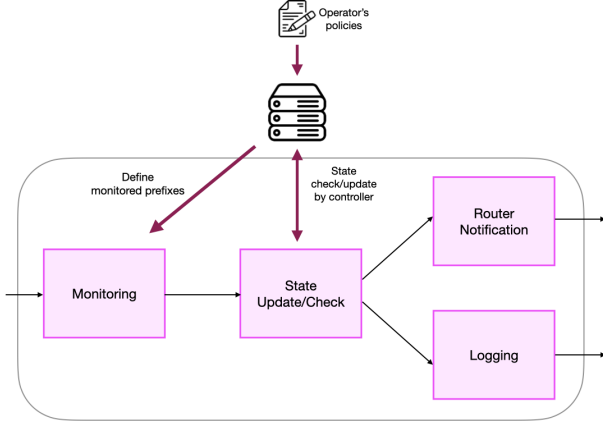 Operator's
policies
Define
monitored prefixes
State
check/update
by controller
Router
Notification
Monitoring
State
Update/Check
Logging